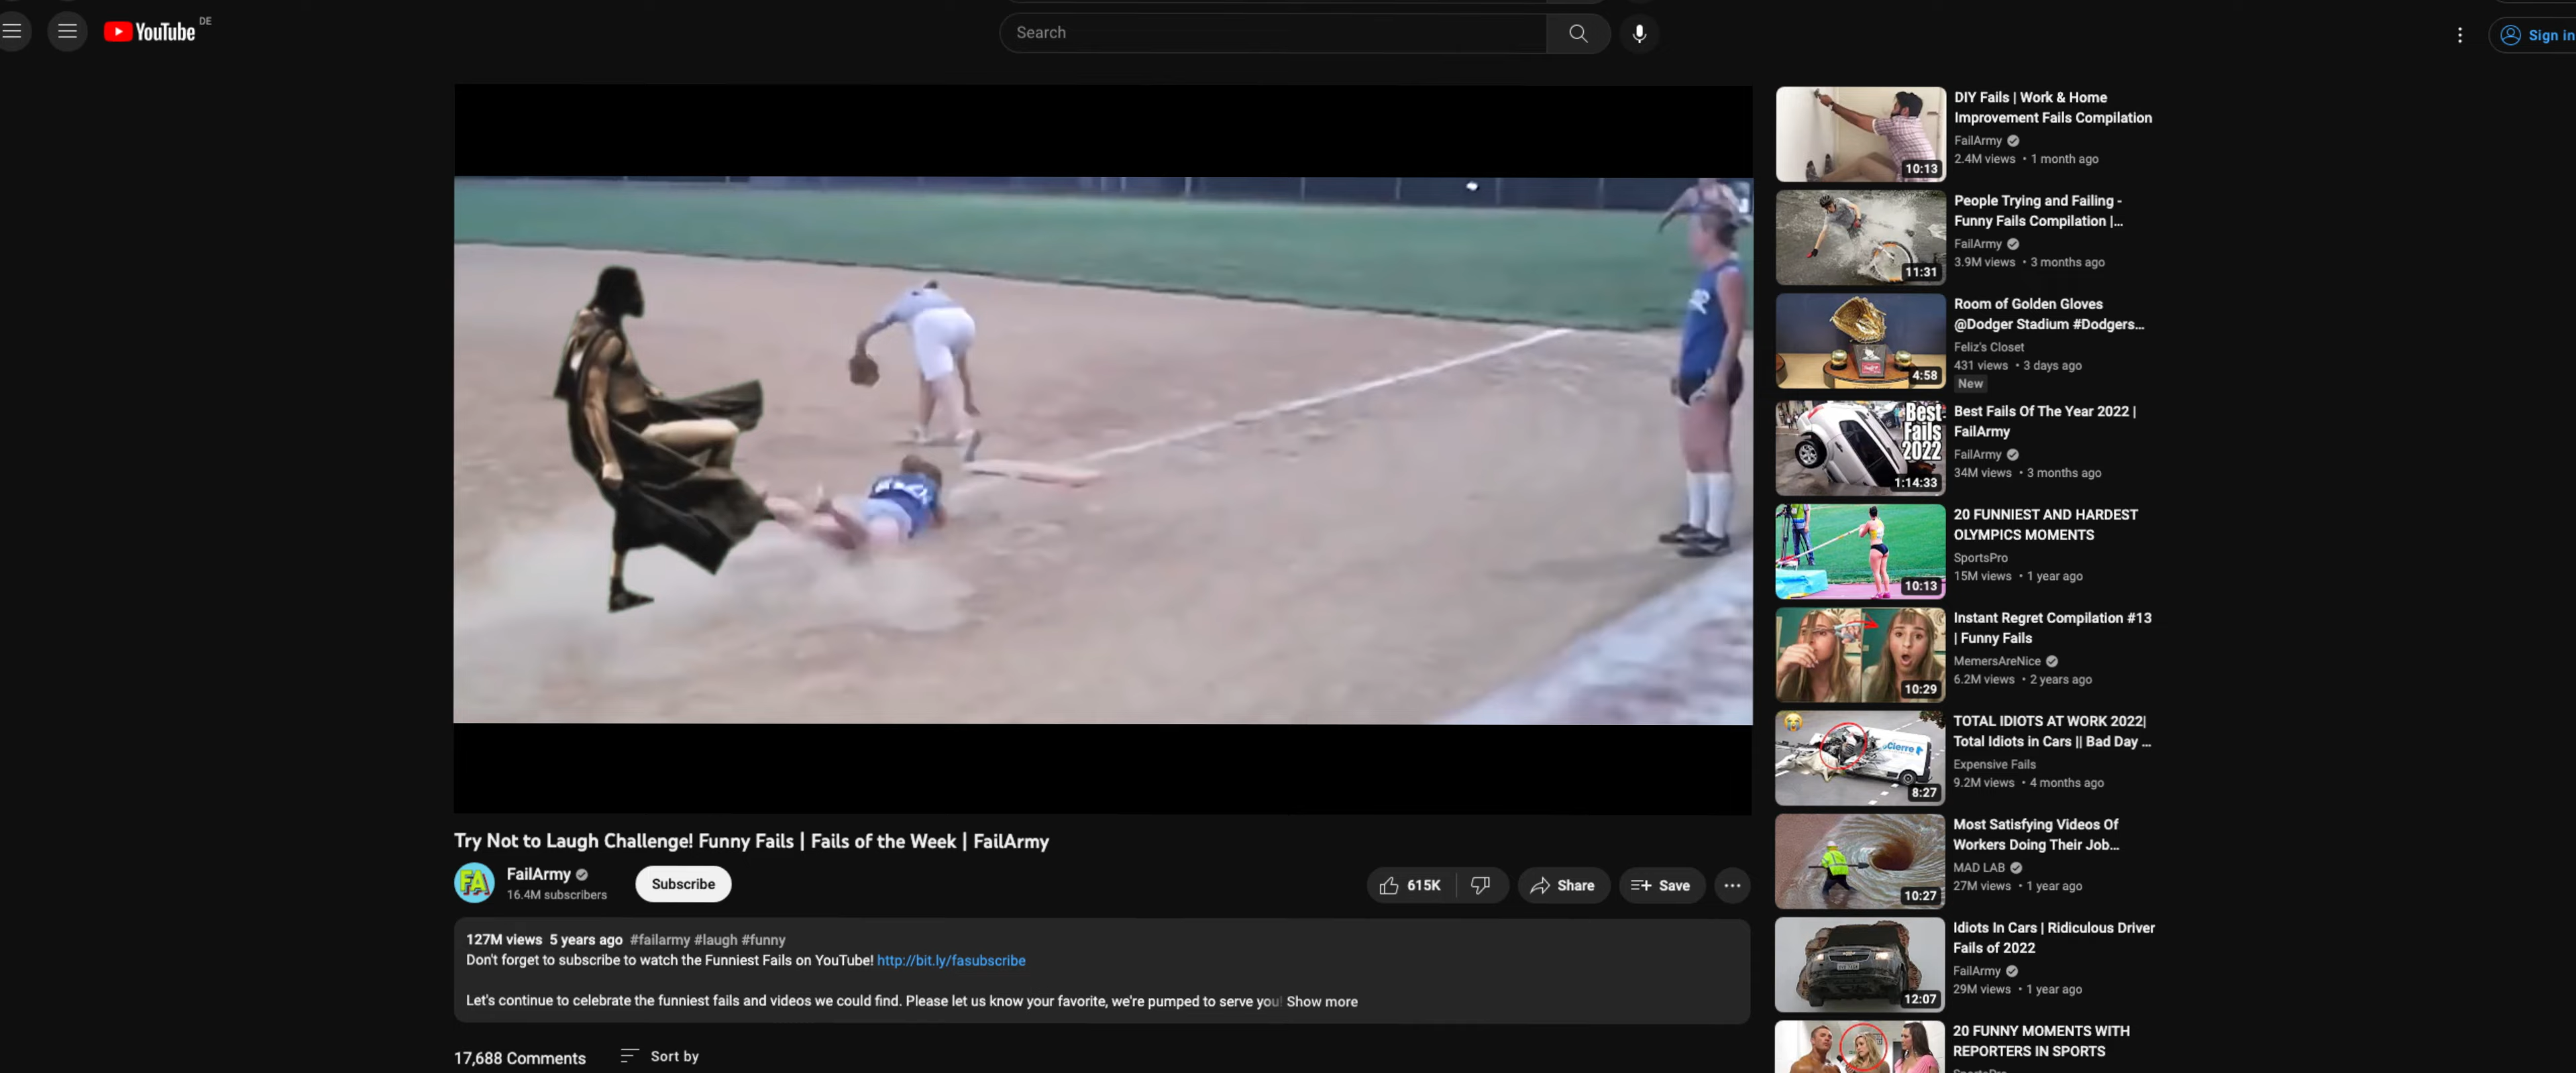 YouTube DE
Search
Sign in
Try Not to Laugh Challenge! Funny Fails | Fails of the Week | FailArmy
FA
FailArmy
16.4M subscribers
Subscribe
615K
Share
Save
127M views 5 years ago #failarmy #laugh #funny
Don't forget to subscribe to watch the Funniest Fails on YouTube! http://bit.ly/fasubscribe
Let's continue to celebrate the funniest fails and videos we could find. Please let us know your favorite, we're pumped to serve you! Show more
17,688 Comments
Sort by
10:13
DIY Fails | Work & Home
Improvement Fails Compilation
FailArmy
2.4M views • 1 month ago
11:31
People Trying and Failing -
Funny Fails Compilation |...
FailArmy
3.9M views • 3 months ago
4:58
Room of Golden Gloves
@Dodger Stadium #Dodgers...
Feliz's Closet
431 views • 3 days ago
New
Best
Fails
2022
1:14:33
Best Fails Of The Year 2022 |
FailArmy
FailArmy
34M views • 3 months ago
10:13
20 FUNNIEST AND HARDEST
OLYMPICS MOMENTS
SportsPro
15M views • 1 year ago
10:29
Instant Regret Compilation #13
| Funny Fails
MemersAreNice
6.2M views • 2 years ago
Cierre
8:27
TOTAL IDIOTS AT WORK 2022|
Total Idiots in Cars || Bad Day ...
Expensive Fails
9.2M views • 4 months ago
10:27
Most Satisfying Videos Of
Workers Doing Their Job...
MAD LAB
27M views • 1 year ago
12:07
Idiots In Cars | Ridiculous Driver
Fails of 2022
FailArmy
29M views • 1 year ago
20 FUNNY MOMENTS WITH
REPORTERS IN SPORTS